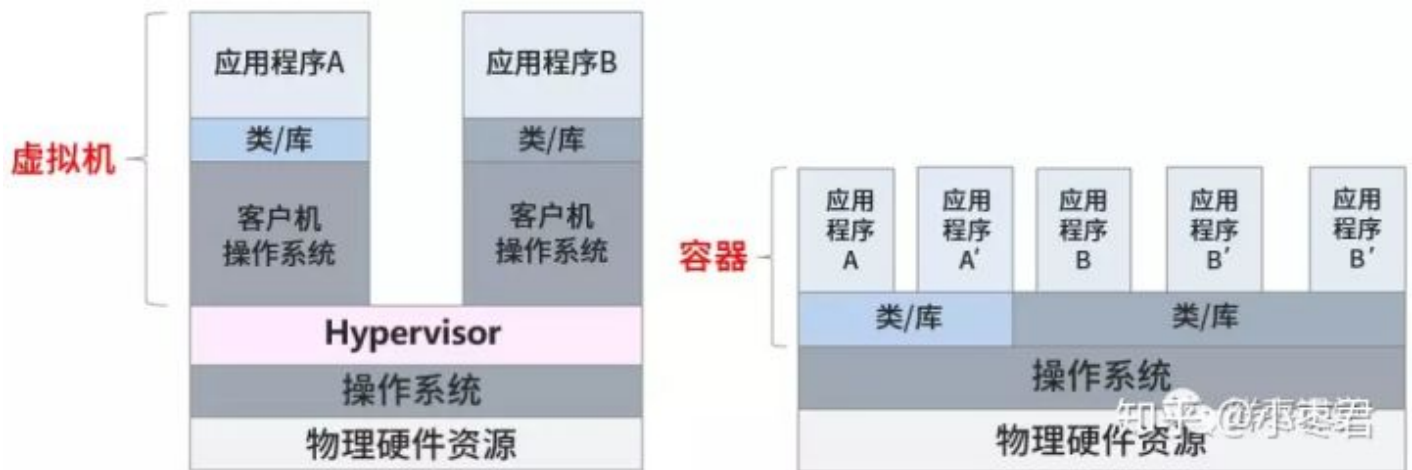 应用程序A
应用程序B
类/库
类/库
虚拟机
客户机
操作系统
客户机
操作系统
Hypervisor
操作系统
物理硬件资源
应用
程序
A
应用
程序
A'
应用
程序
B
应用
程序
B'
应用
程序
B'
容器
类/库
类/库
操作系统
物理硬件资源
知乎 @小枣君